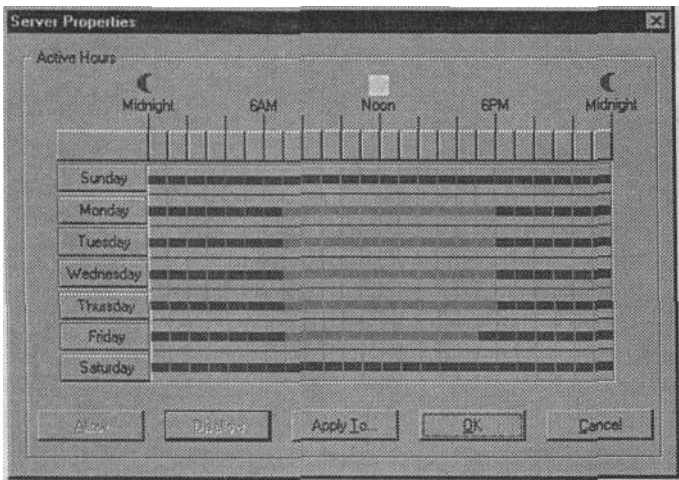 Server Properties
Active Hours
Midnight 6AM Noon 6PM Midnight
Sunday
Monday
Tuesday
Wednesday
Thursday
Friday
Saturday
Allow Disallow Apply To... OK Cancel